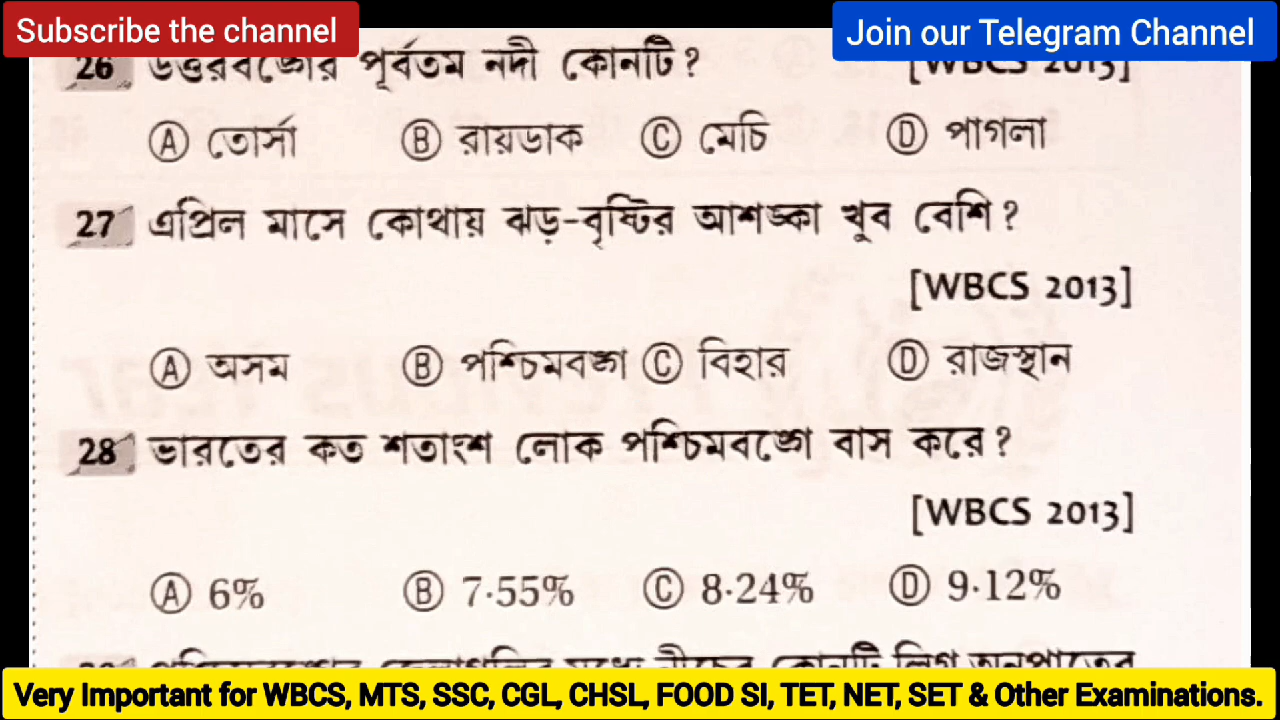 Subscribe the channel
Join our Telegram Channel
26 উত্তরবঙ্গের পূর্বতম নদী কোনটি? [WBCS 2013]
Ⓐ তোর্সা Ⓑ রায়ডাক Ⓒ মেচি Ⓓ পাগলা
27 এপ্রিল মাসে কোথায় ঝড়-বৃষ্টির আশঙ্কা খুব বেশি?
[WBCS 2013]
Ⓐ অসম Ⓑ পশ্চিমবঙ্গ Ⓒ বিহার Ⓓ রাজস্থান
28 ভারতের কত শতাংশ লোক পশ্চিমবঙ্গে বাস করে?
[WBCS 2013]
Ⓐ 6% Ⓑ 7·55% Ⓒ 8·24% Ⓓ 9·12%
Very Important for WBCS, MTS, SSC, CGL, CHSL, FOOD SI, TET, NET, SET & Other Examinations.